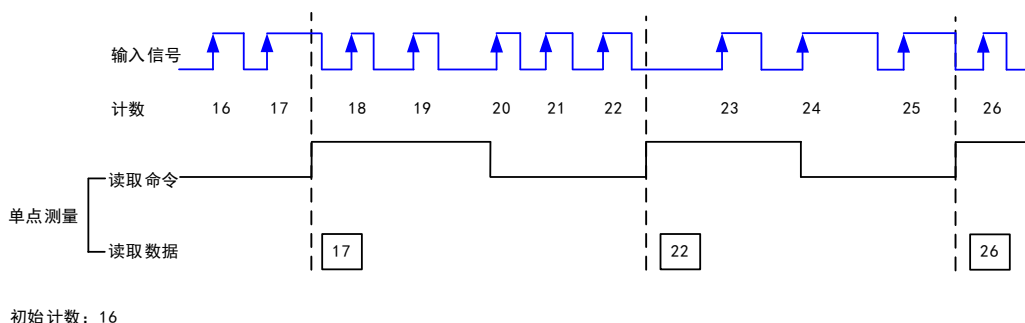 输入信号
计数 16 17 18 19 20 21 22 23 24 25 26
读取命令
单点测量
读取数据 17 22 26
初始计数: 16